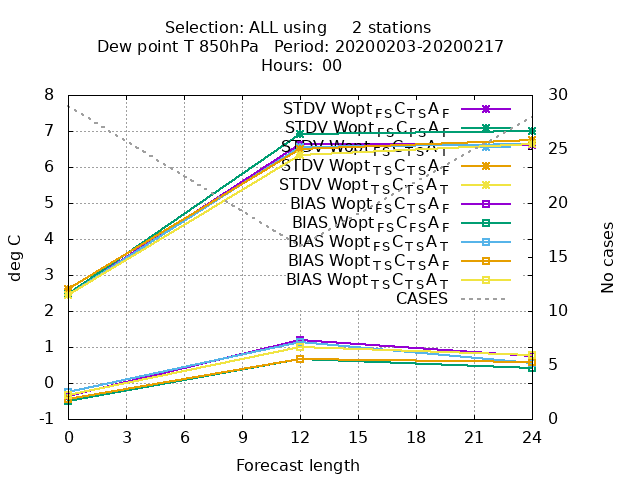 Selection: ALL using 2 stations
Dew point T 850hPa Period: 20200203-20200217
Hours: 00
8
7
6
5
4
3
2
1
0
-1
deg C
30
25
20
15
10
5
0
No cases
STDV Wopt_FS C_TS A_F
STDV Wopt_FS C_FS A_F
STDV Wopt_FS C_TS A_T
STDV Wopt_TS C_TS A_F
STDV Wopt_TS C_TS A_T
BIAS Wopt_FS C_TS A_F
BIAS Wopt_FS C_FS A_F
BIAS Wopt_FS C_TS A_T
BIAS Wopt_TS C_TS A_F
BIAS Wopt_TS C_TS A_T
CASES
0 3 6 9 12 15 18 21 24
Forecast length